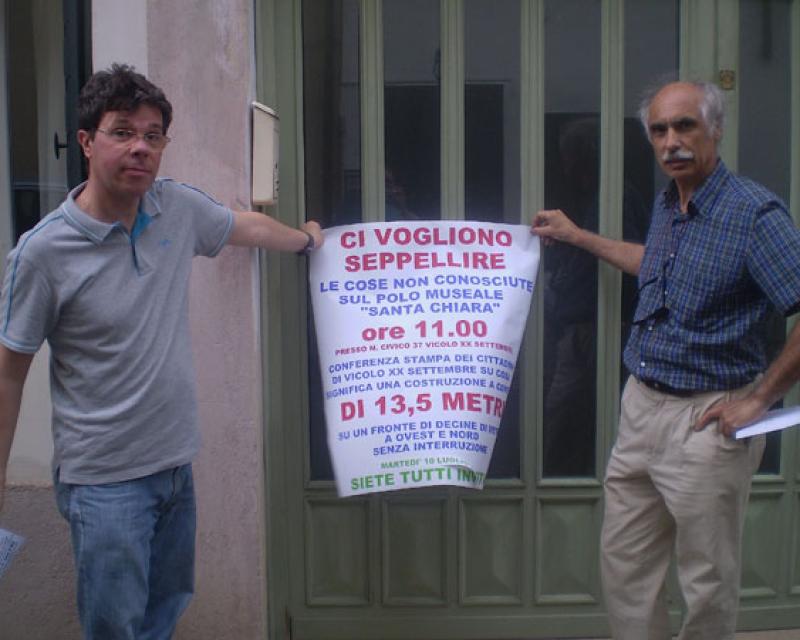 CI VOGLIONO
SEPPELLIRE
LE COSE NON CONOSCIUTE
SUL POLO MUSEALE
"SANTA CHIARA"
ore 11.00
PRESSO N. CIVICO 37 VICOLO XX SETTEMBRE
CONFERENZA STAMPA DEI CITTADINI
DI VICOLO XX SETTEMBRE SU COSA
SIGNIFICA UNA COSTRUZIONE A
DI 13,5 METRI
SU UN FRONTE DI DECINE DI
A OVEST E NORD
SENZA INTERRUZIONE
MARTEDI' 10
SIETE TUTTI